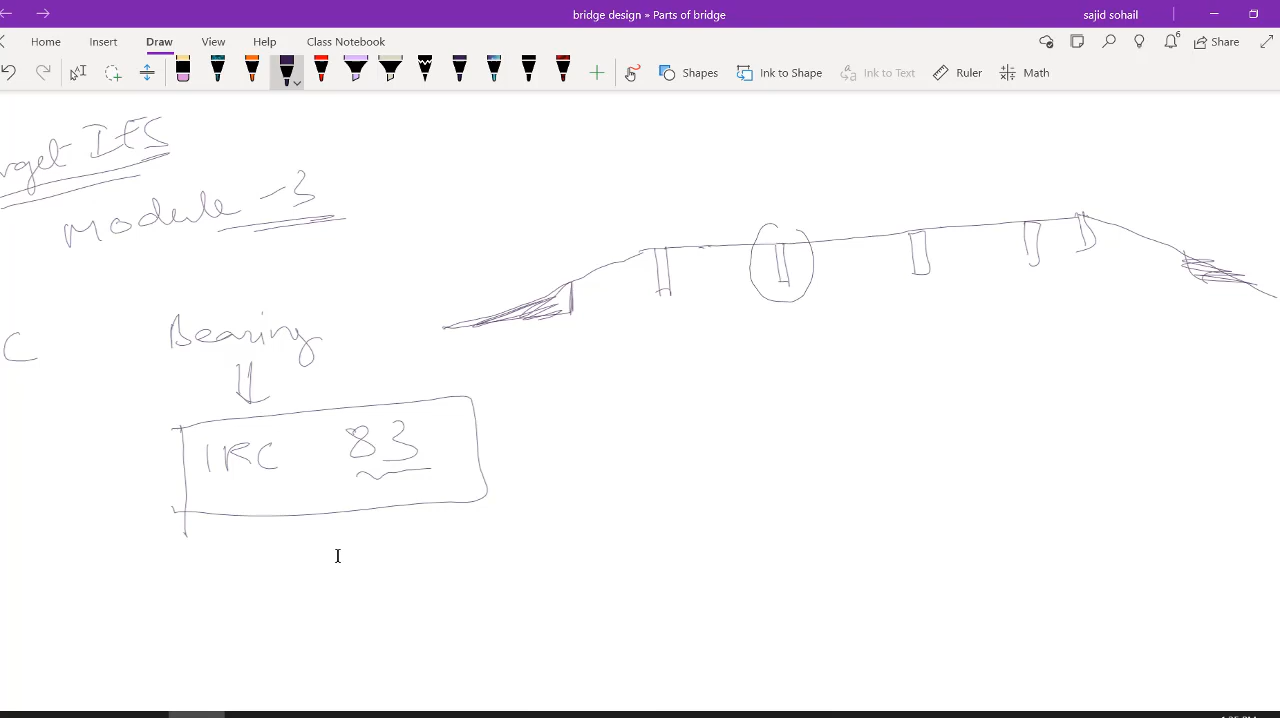 bridge design » Parts of bridge
sajid sohail
Home Insert Draw View Help Class Notebook
Share
Shapes Ink to Shape Ink to Text Ruler Math
rget IES
Module - 3
C
Bearing
IRC 83